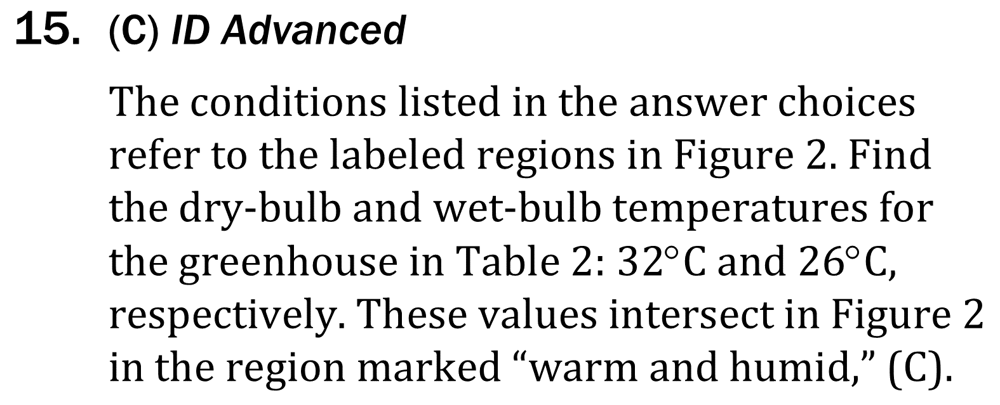 15. (C) ID Advanced
The conditions listed in the answer choices
refer to the labeled regions in Figure 2. Find
the dry-bulb and wet-bulb temperatures for
the greenhouse in Table 2: 32°C and 26°C,
respectively. These values intersect in Figure 2
in the region marked “warm and humid,” (C).